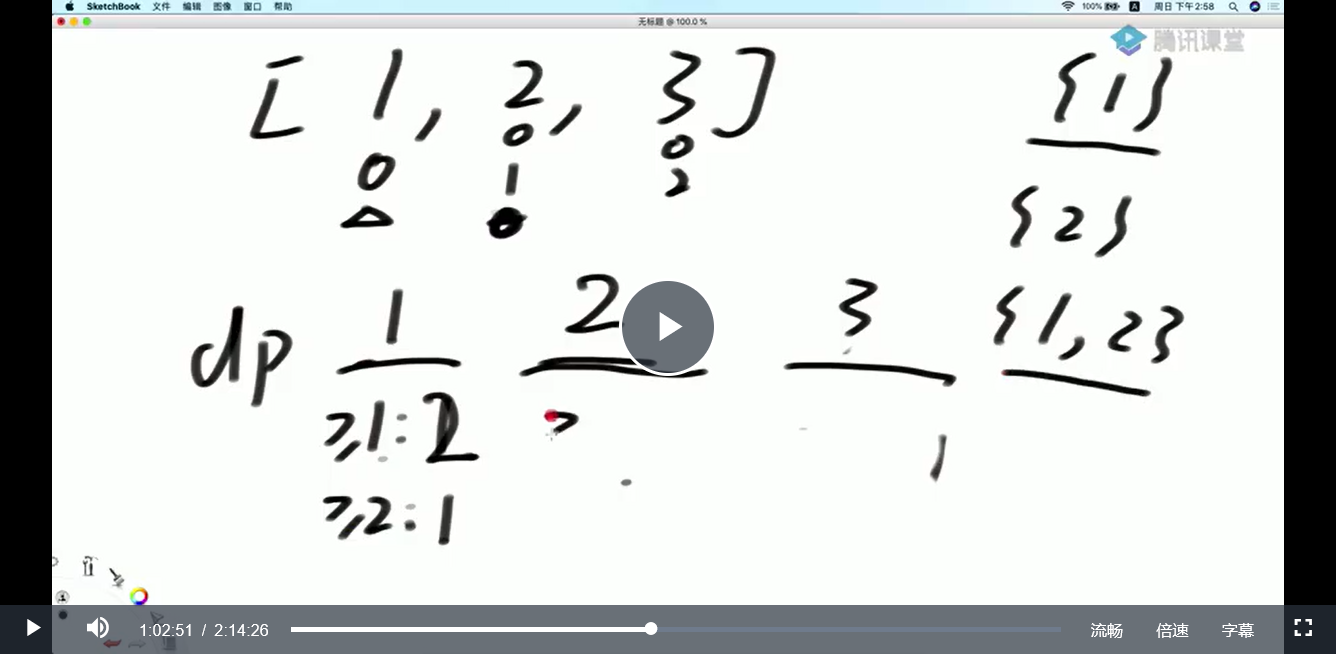 SketchBook 文件 编辑 图像 窗口 帮助 100% A 周日 下午2:58
无标题 @ 100.0 %
腾讯课堂
[ 1, 2, 3 ] {1}
0 0 0
1 2
{2}
dp 1 2 3 {1,2}
≥1:2 >
1
≥2:1
1:02:51 / 2:14:26 流畅 倍速 字幕